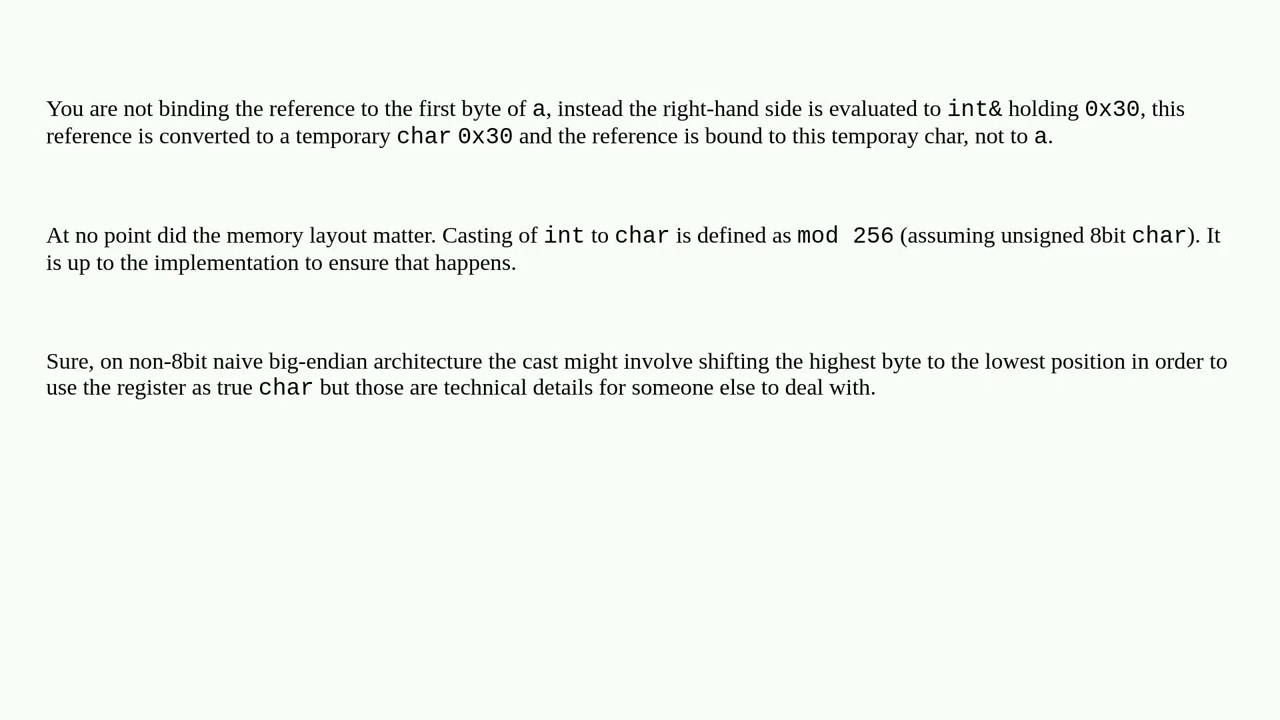 You are not binding the reference to the first byte of a, instead the right-hand side is evaluated to int& holding 0x30, this
reference is converted to a temporary char 0x30 and the reference is bound to this temporay char, not to a.
At no point did the memory layout matter. Casting of int to char is defined as mod 256 (assuming unsigned 8bit char). It
is up to the implementation to ensure that happens.
Sure, on non-8bit naive big-endian architecture the cast might involve shifting the highest byte to the lowest position in order to
use the register as true char but those are technical details for someone else to deal with.